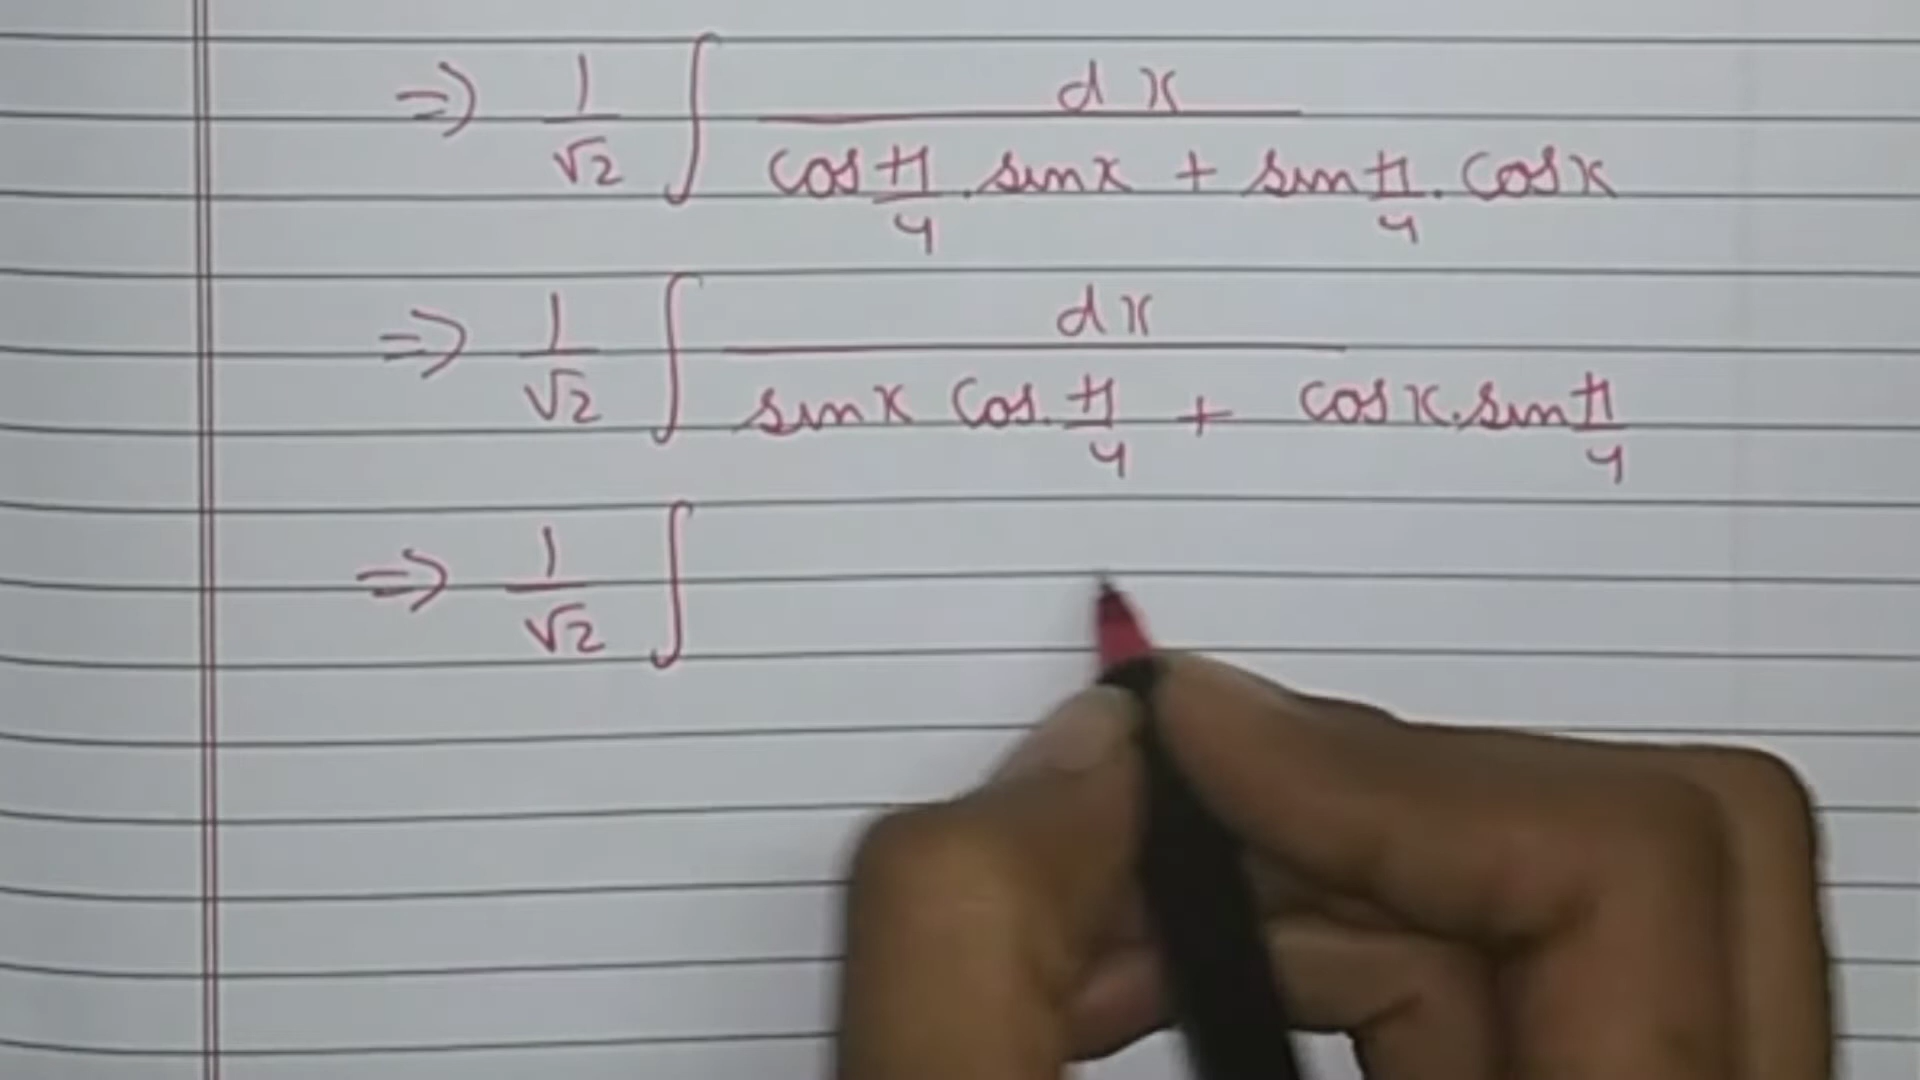 ⇒ 1/√2 ∫ dx / (cos π/4 . sinx + sin π/4 . cosx)
⇒ 1/√2 ∫ dx / (sinx cos. π/4 + cosx. sin π/4)
⇒ 1/√2 ∫